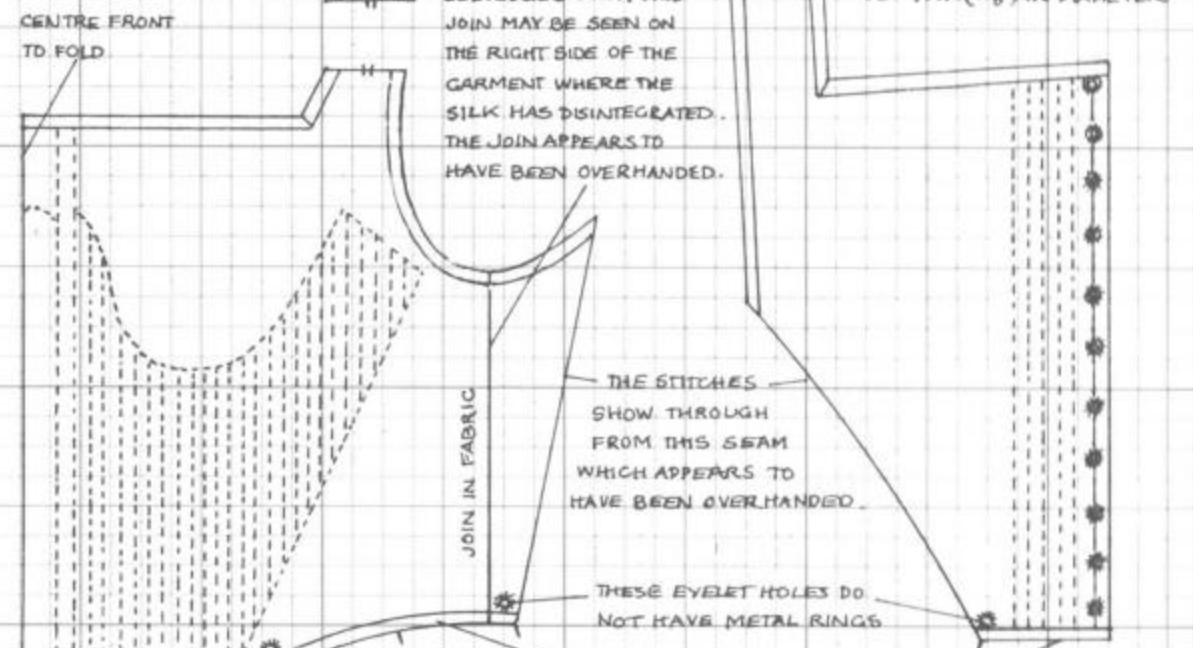 CENTRE FRONT
TO FOLD
JOIN MAY BE SEEN ON
THE RIGHT SIDE OF THE
GARMENT WHERE THE
SILK HAS DISINTEGRATED.
THE JOIN APPEARS TO
HAVE BEEN OVERHANDED.
JOIN IN FABRIC
THE STITCHES
SHOW THROUGH
FROM THIS SEAM
WHICH APPEARS TO
HAVE BEEN OVERHANDED.
THESE EYELET HOLES DO
NOT HAVE METAL RINGS